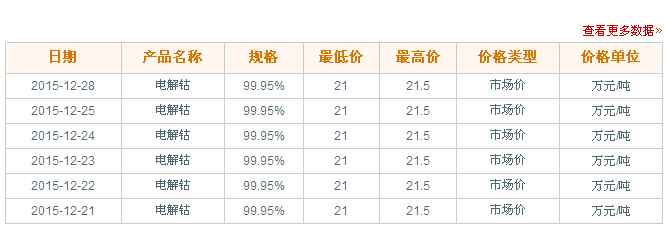 查看更多数据»
日期 产品名称 规格 最低价 最高价 价格类型 价格单位
2015-12-28 电解钴 99.95% 21 21.5 市场价 万元/吨
2015-12-25 电解钴 99.95% 21 21.5 市场价 万元/吨
2015-12-24 电解钴 99.95% 21 21.5 市场价 万元/吨
2015-12-23 电解钴 99.95% 21 21.5 市场价 万元/吨
2015-12-22 电解钴 99.95% 21 21.5 市场价 万元/吨
2015-12-21 电解钴 99.95% 21 21.5 市场价 万元/吨